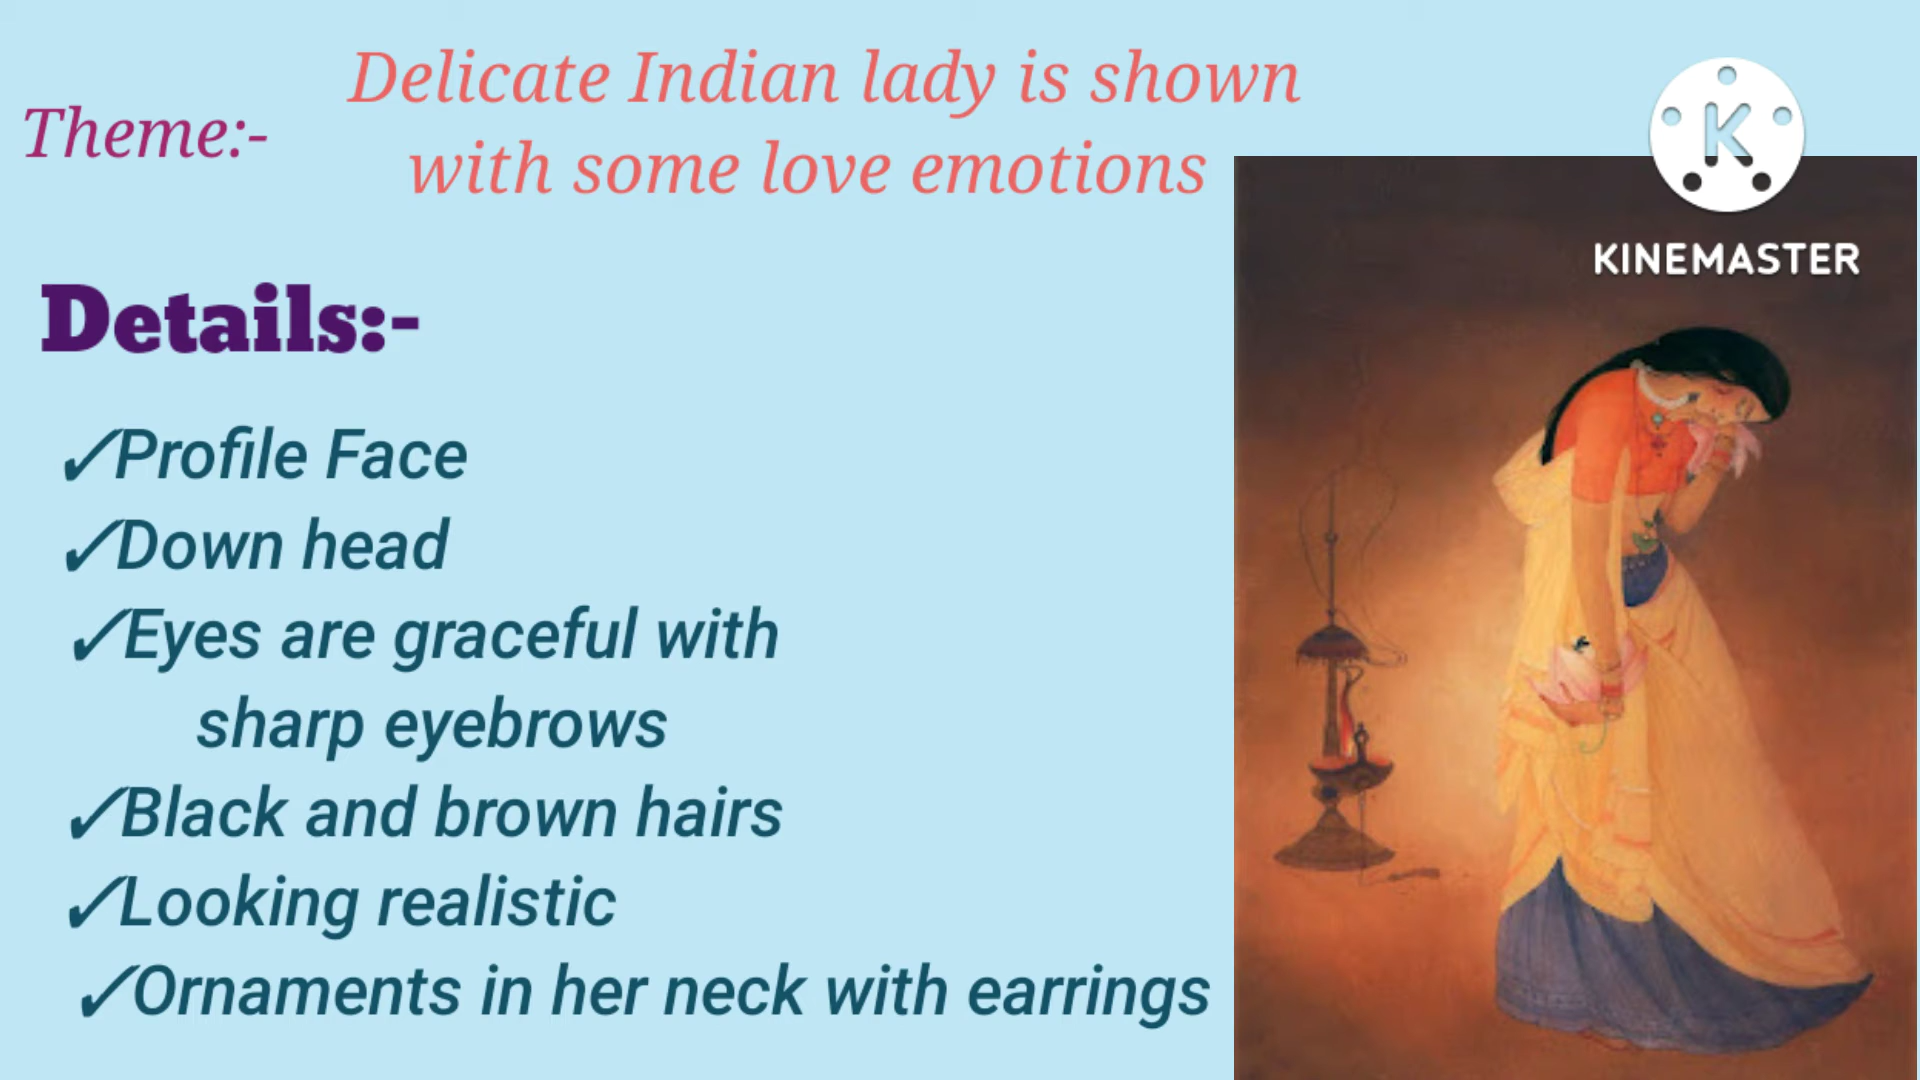 Theme:-
Delicate Indian lady is shown
with some love emotions
K
KINEMASTER
Details:-
✓Profile Face
✓Down head
✓Eyes are graceful with
sharp eyebrows
✓Black and brown hairs
✓Looking realistic
✓Ornaments in her neck with earrings